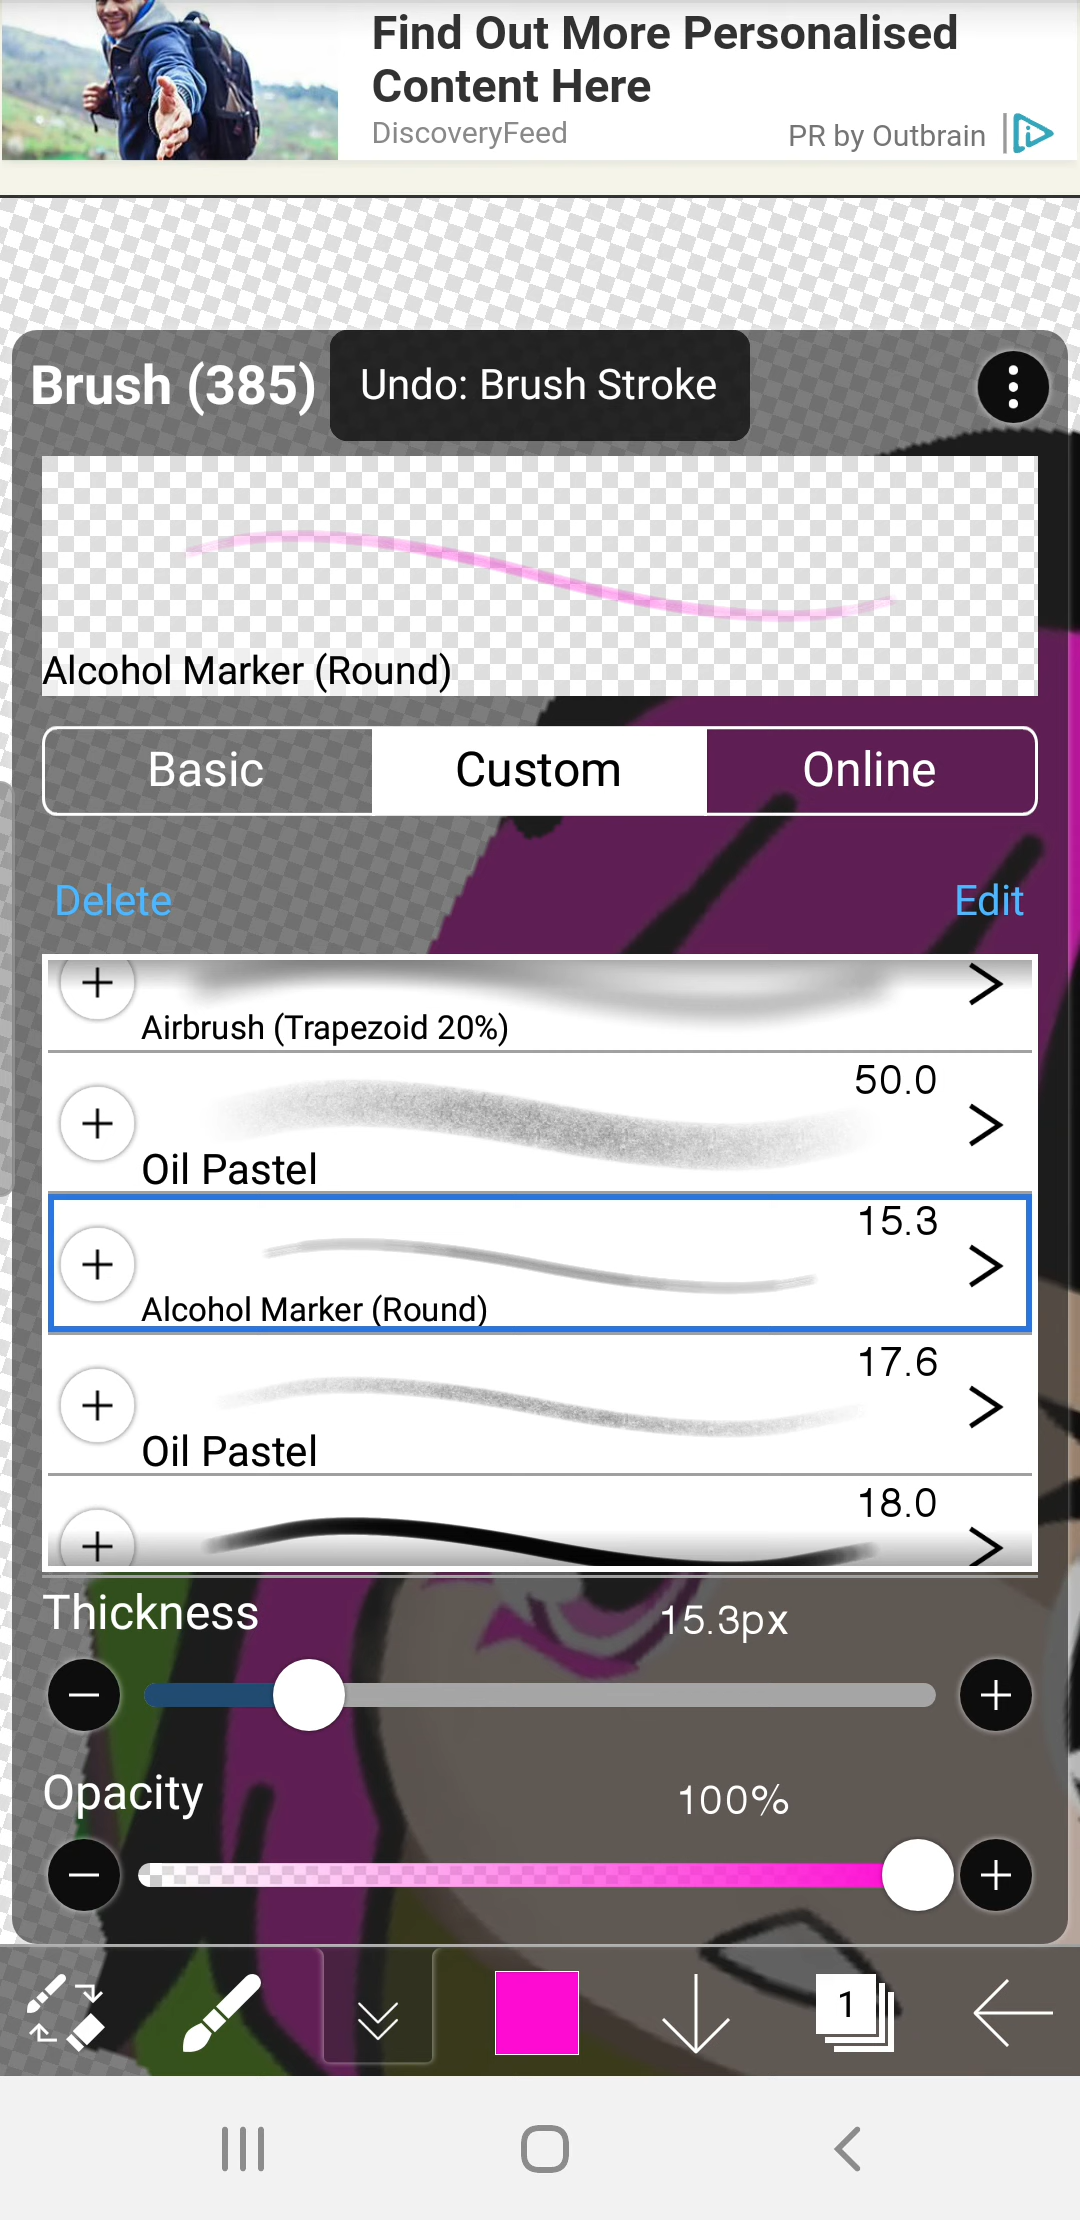 Find Out More Personalised
Content Here
DiscoveryFeed
PR by Outbrain
Brush (385)
Undo: Brush Stroke
Alcohol Marker (Round)
Basic
Custom
Online
Delete
Edit
Airbrush (Trapezoid 20%)
50.0
Oil Pastel
15.3
Alcohol Marker (Round)
17.6
Oil Pastel
18.0
Thickness
15.3px
Opacity
100%
1